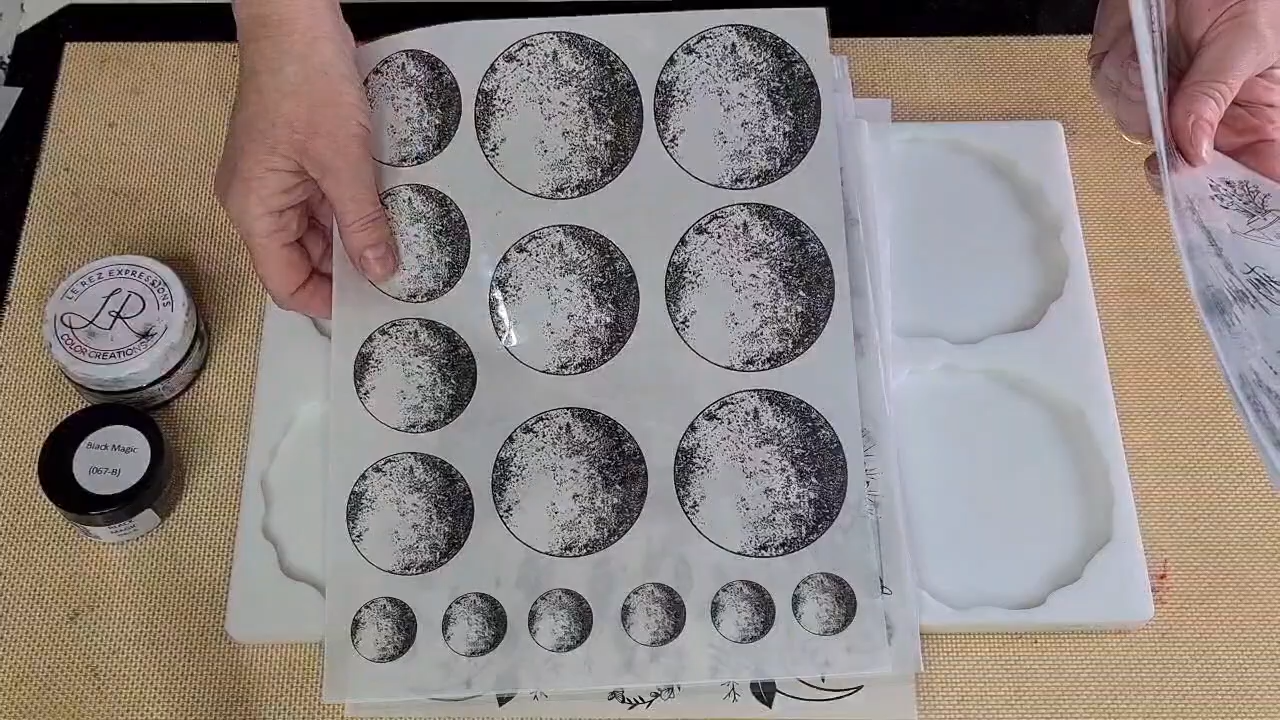 LE'REZ EXPRESSIONS
LR
COLOR CREATIONS
Black Magic
(067-B)